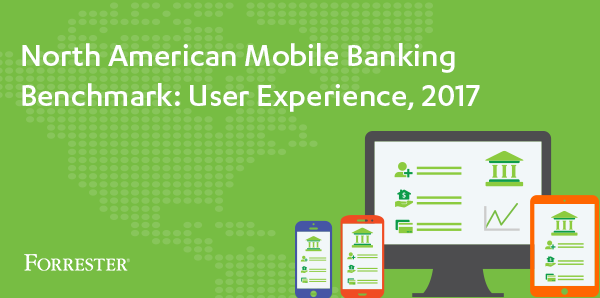 North American Mobile Banking
Benchmark: User Experience, 2017
$
FORRESTER®